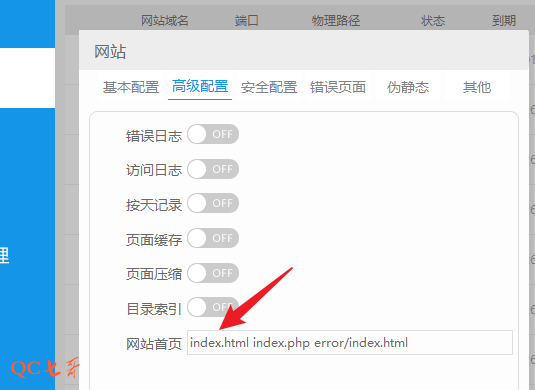 网站域名 端口 物理路径 状态 到期
网站
基本配置 高级配置 安全配置 错误页面 伪静态 其他
错误日志 OFF
访问日志 OFF
按天记录 OFF
页面缓存 OFF
页面压缩 OFF
理
目录索引 OFF
网站首页 index.html index.php error/index.html
QC七哥